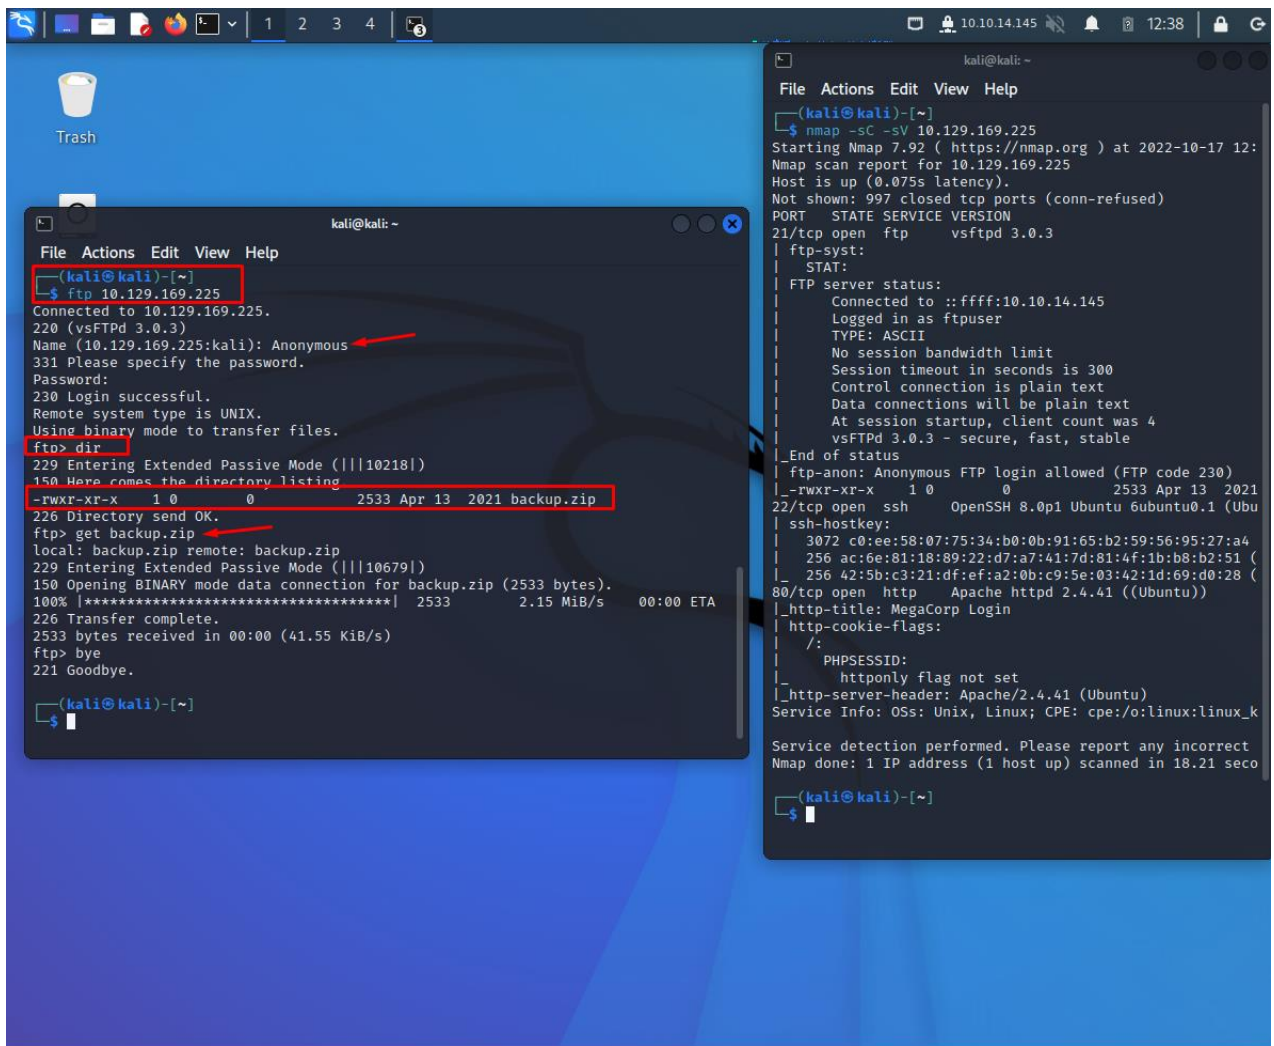 1 2 3 4 3 10.10.14.145 12:38
Trash
kali@kali: ~
File Actions Edit View Help
(kali㉿kali)-[~]
$ ftp 10.129.169.225
Connected to 10.129.169.225.
220 (vsFTPd 3.0.3)
Name (10.129.169.225:kali): Anonymous
331 Please specify the password.
Password:
230 Login successful.
Remote system type is UNIX.
Using binary mode to transfer files.
ftp> dir
229 Entering Extended Passive Mode (|||10218|)
150 Here comes the directory listing
-rwxr-xr-x 1 0 0 2533 Apr 13 2021 backup.zip
226 Directory send OK.
ftp> get backup.zip
local: backup.zip remote: backup.zip
229 Entering Extended Passive Mode (|||10679|)
150 Opening BINARY mode data connection for backup.zip (2533 bytes).
100% |*************************************| 2533 2.15 MiB/s 00:00 ETA
226 Transfer complete.
2533 bytes received in 00:00 (41.55 KiB/s)
ftp> bye
221 Goodbye.
(kali㉿kali)-[~]
$
kali@kali: ~
File Actions Edit View Help
(kali㉿kali)-[~]
$ nmap -sC -sV 10.129.169.225
Starting Nmap 7.92 ( https://nmap.org ) at 2022-10-17 12:
Nmap scan report for 10.129.169.225
Host is up (0.075s latency).
Not shown: 997 closed tcp ports (conn-refused)
PORT STATE SERVICE VERSION
21/tcp open ftp vsftpd 3.0.3
| ftp-syst:
| STAT:
| FTP server status:
| Connected to ::ffff:10.10.14.145
| Logged in as ftpuser
| TYPE: ASCII
| No session bandwidth limit
| Session timeout in seconds is 300
| Control connection is plain text
| Data connections will be plain text
| At session startup, client count was 4
| vsFTPd 3.0.3 - secure, fast, stable
|_End of status
| ftp-anon: Anonymous FTP login allowed (FTP code 230)
|_-rwxr-xr-x 1 0 0 2533 Apr 13 2021
22/tcp open ssh OpenSSH 8.0p1 Ubuntu 6ubuntu0.1 (Ubu
| ssh-hostkey:
| 3072 c0:ee:58:07:75:34:b0:0b:91:65:b2:59:56:95:27:a4
| 256 ac:6e:81:18:89:22:d7:a7:41:7d:81:4f:1b:b8:b2:51 (
|_ 256 42:5b:c3:21:df:ef:a2:0b:c9:5e:03:42:1d:69:d0:28 (
80/tcp open http Apache httpd 2.4.41 ((Ubuntu))
|_http-title: MegaCorp Login
| http-cookie-flags:
| /:
| PHPSESSID:
|_ httponly flag not set
|_http-server-header: Apache/2.4.41 (Ubuntu)
Service Info: OSs: Unix, Linux; CPE: cpe:/o:linux:linux_k
Service detection performed. Please report any incorrect
Nmap done: 1 IP address (1 host up) scanned in 18.21 seco
(kali㉿kali)-[~]
$